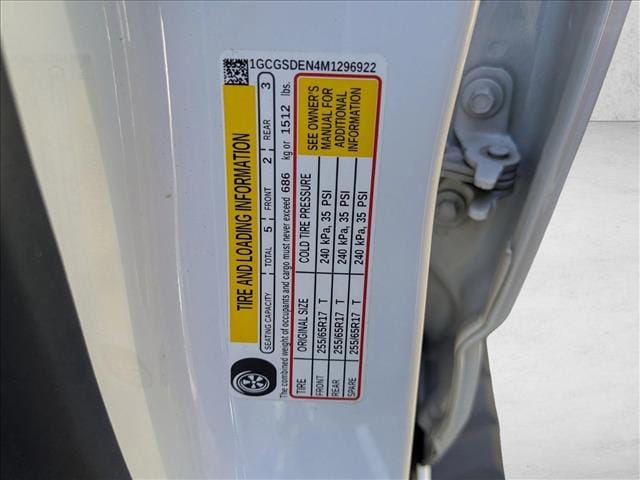 1GCGSDEN4M1296922
TIRE AND LOADING INFORMATION
SEATING CAPACITY TOTAL 5 FRONT 2 REAR 3
The combined weight of occupants and cargo must never exceed 686 kg or 1512 lbs.
TIRE ORIGINAL SIZE COLD TIRE PRESSURE
FRONT 255/65R17 T 240 kPa, 35 PSI
REAR 255/65R17 T 240 kPa, 35 PSI
SPARE 255/65R17 T 240 kPa, 35 PSI
SEE OWNER'S
MANUAL FOR
ADDITIONAL
INFORMATION